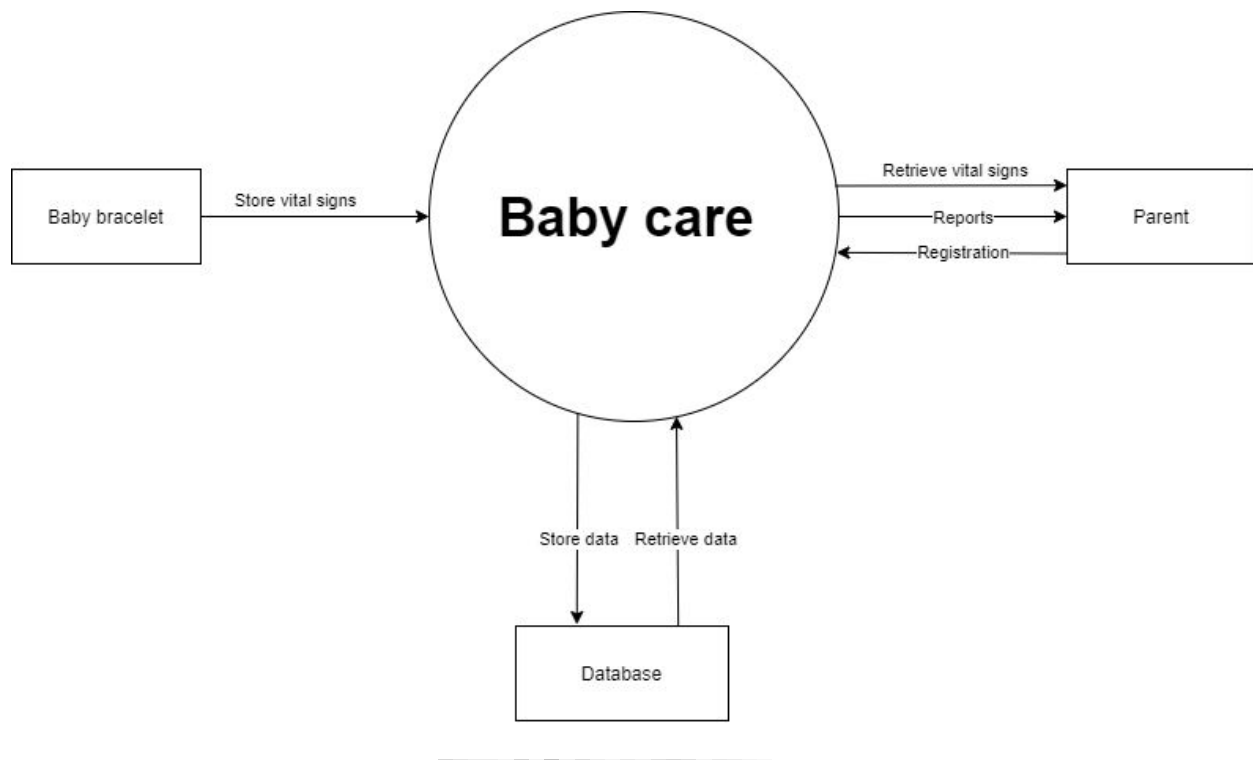 Baby bracelet
Store vital signs
Baby care
Retrieve vital signs
Reports
Registration
Parent
Store data
Retrieve data
Database